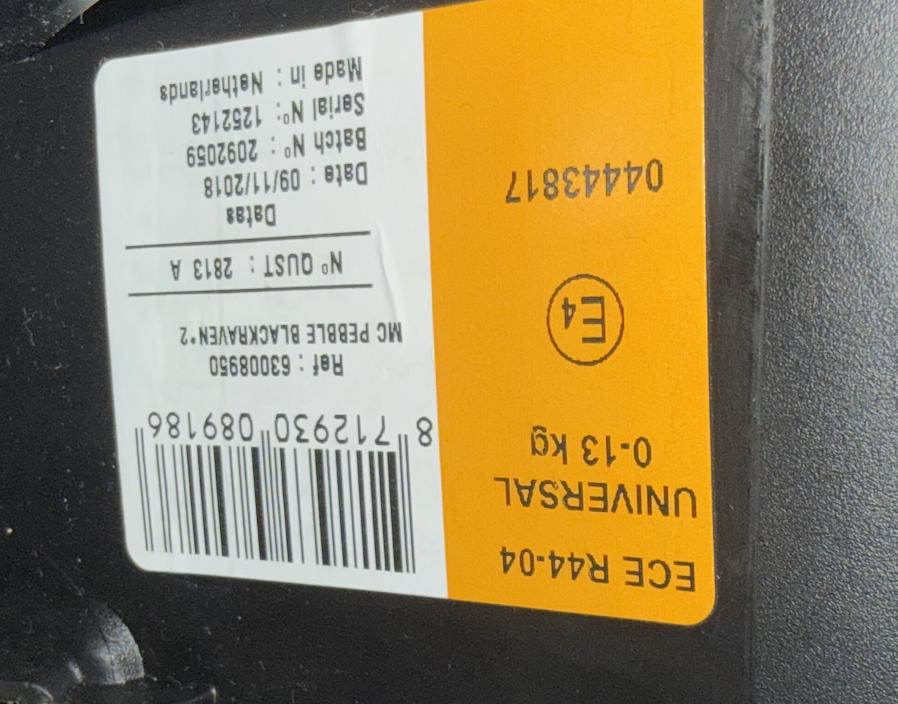 ECE R44-04
UNIVERSAL
0-13 kg
E4
04443817
8 712930 089186
Ref : 63008950
MC PEBBLE BLACKRAVEN*2
N° QUST : 2813 A
Datas
Date : 09/11/2018
Batch N° : 2092059
Serial N° : 1252143
Made in : Netherlands